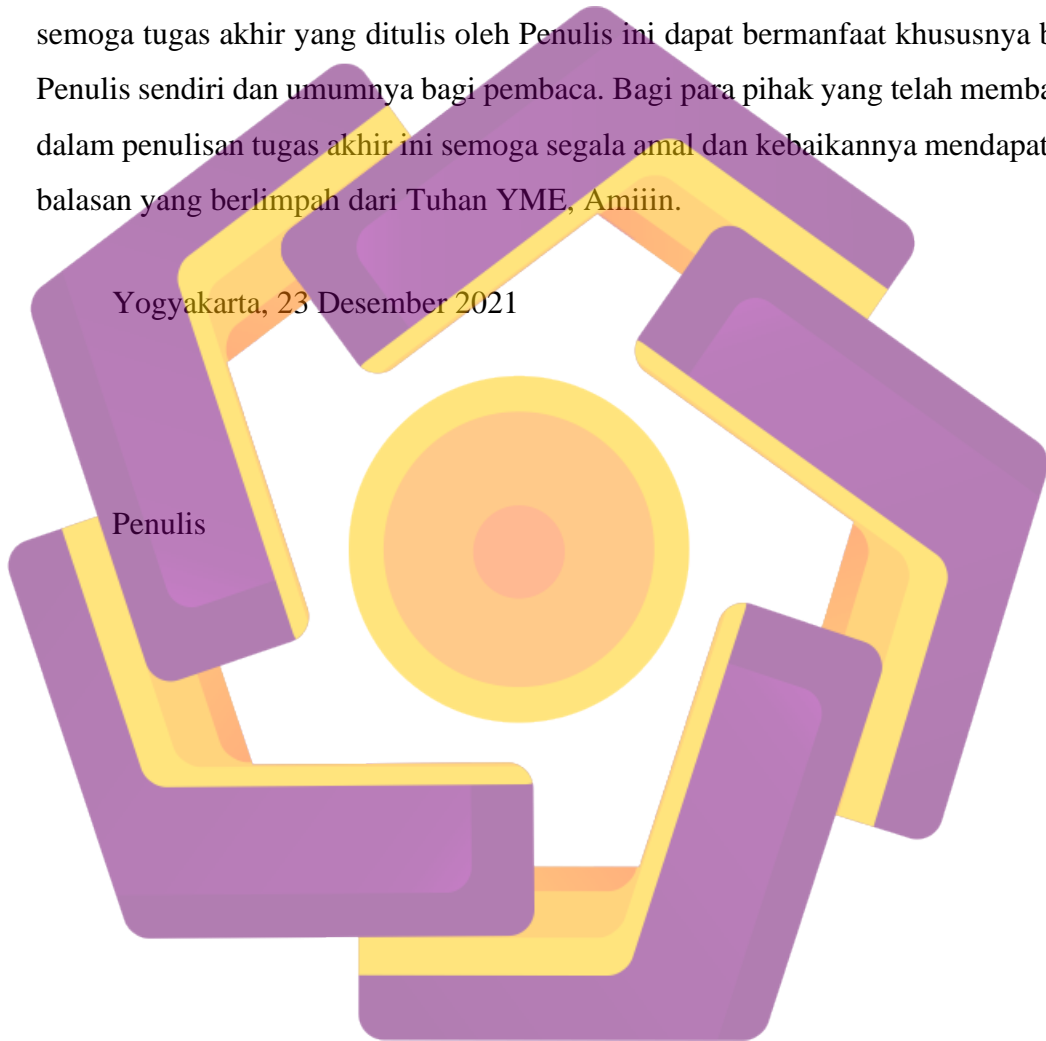 semoga tugas akhir yang ditulis oleh Penulis ini dapat bermanfaat khususnya b
Penulis sendiri dan umumnya bagi pembaca. Bagi para pihak yang telah memba
dalam penulisan tugas akhir ini semoga segala amal dan kebaikannya mendapat
balasan yang berlimpah dari Tuhan YME, Amiiin.
Yogyakarta, 23 Desember 2021
Penulis